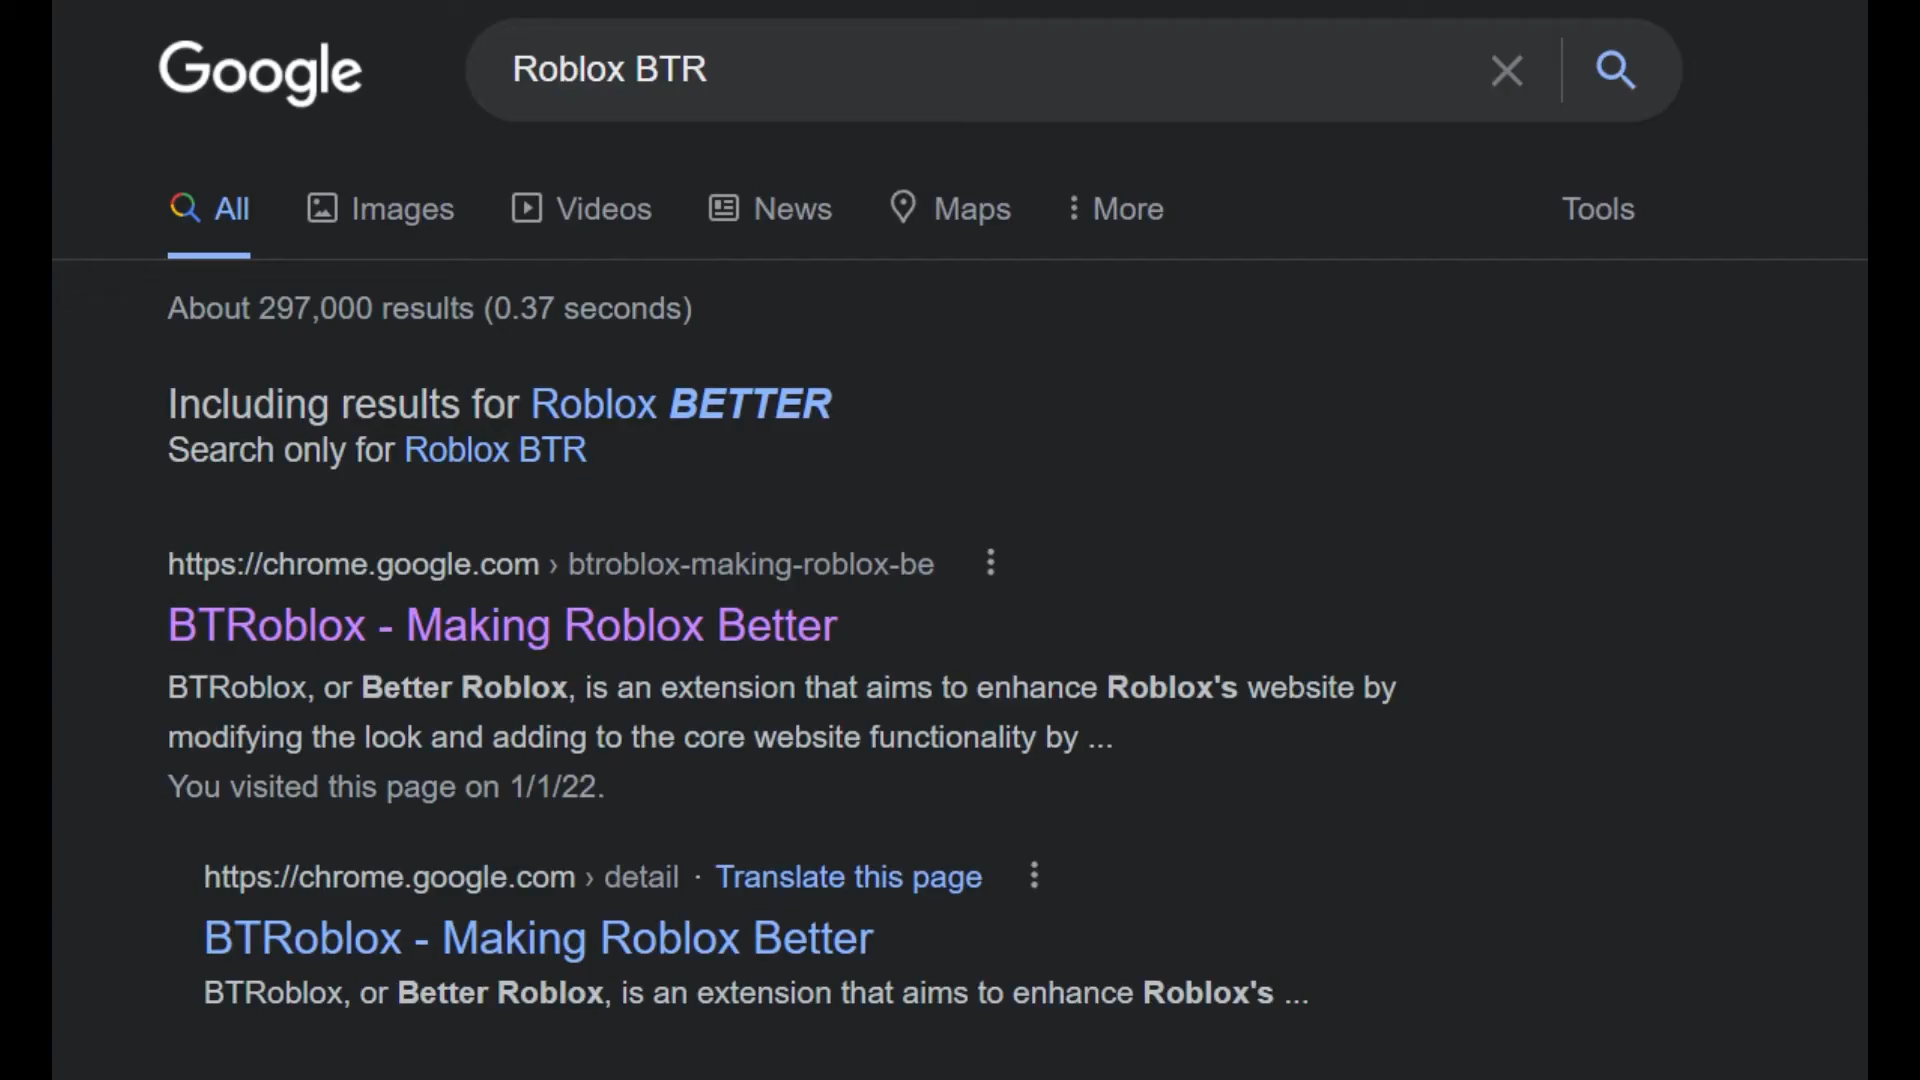 Google
Roblox BTR
All Images Videos News Maps More Tools
About 297,000 results (0.37 seconds)
Including results for Roblox BETTER
Search only for Roblox BTR
https://chrome.google.com › btroblox-making-roblox-be
BTRoblox - Making Roblox Better
BTRoblox, or Better Roblox, is an extension that aims to enhance Roblox's website by
modifying the look and adding to the core website functionality by ...
You visited this page on 1/1/22.
https://chrome.google.com › detail · Translate this page
BTRoblox - Making Roblox Better
BTRoblox, or Better Roblox, is an extension that aims to enhance Roblox's ...